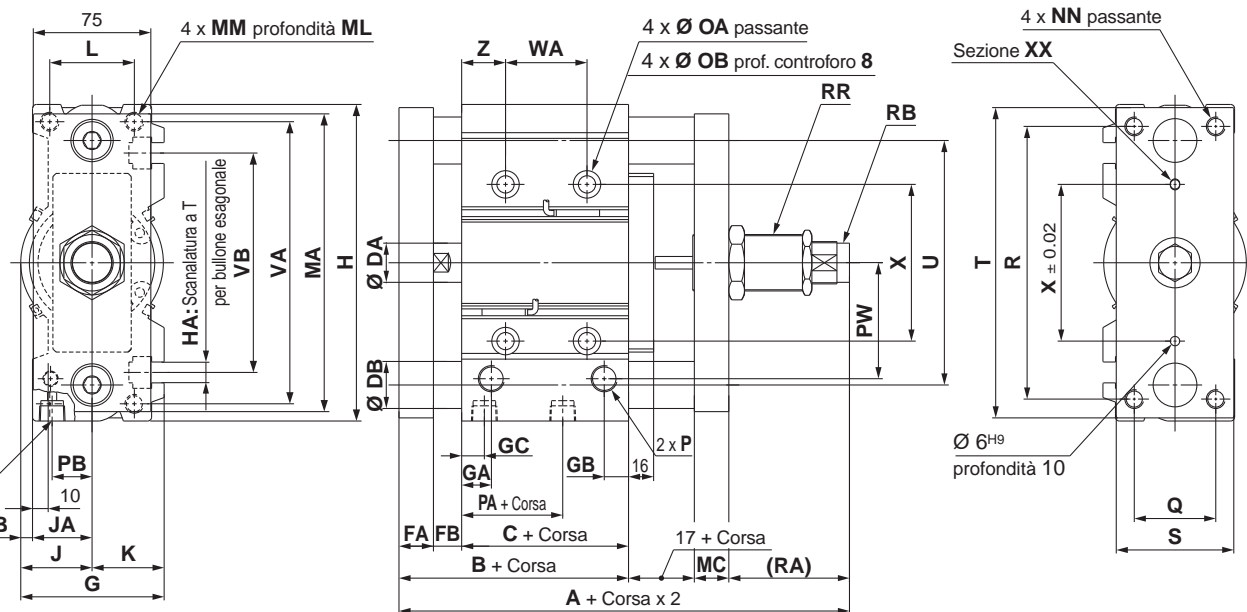 75
L
4 x MM profondità ML
HA: Scanalatura a T
per bullone esagonale
VB
VA
MA
H
PB
10
B
JA
J
K
G
4 x Ø OA passante
4 x Ø OB prof. controforo 8
Z
WA
RR
RB
Ø DA
Ø DB
X
U
PW
GC
GA
GB
16
2 x P
PA + Corsa
FA
FB
C + Corsa
17 + Corsa
B + Corsa
MC
(RA)
A + Corsa x 2
4 x NN passante
Sezione XX
T
R
X ± 0.02
Ø 6H9
profondità 10
Q
S